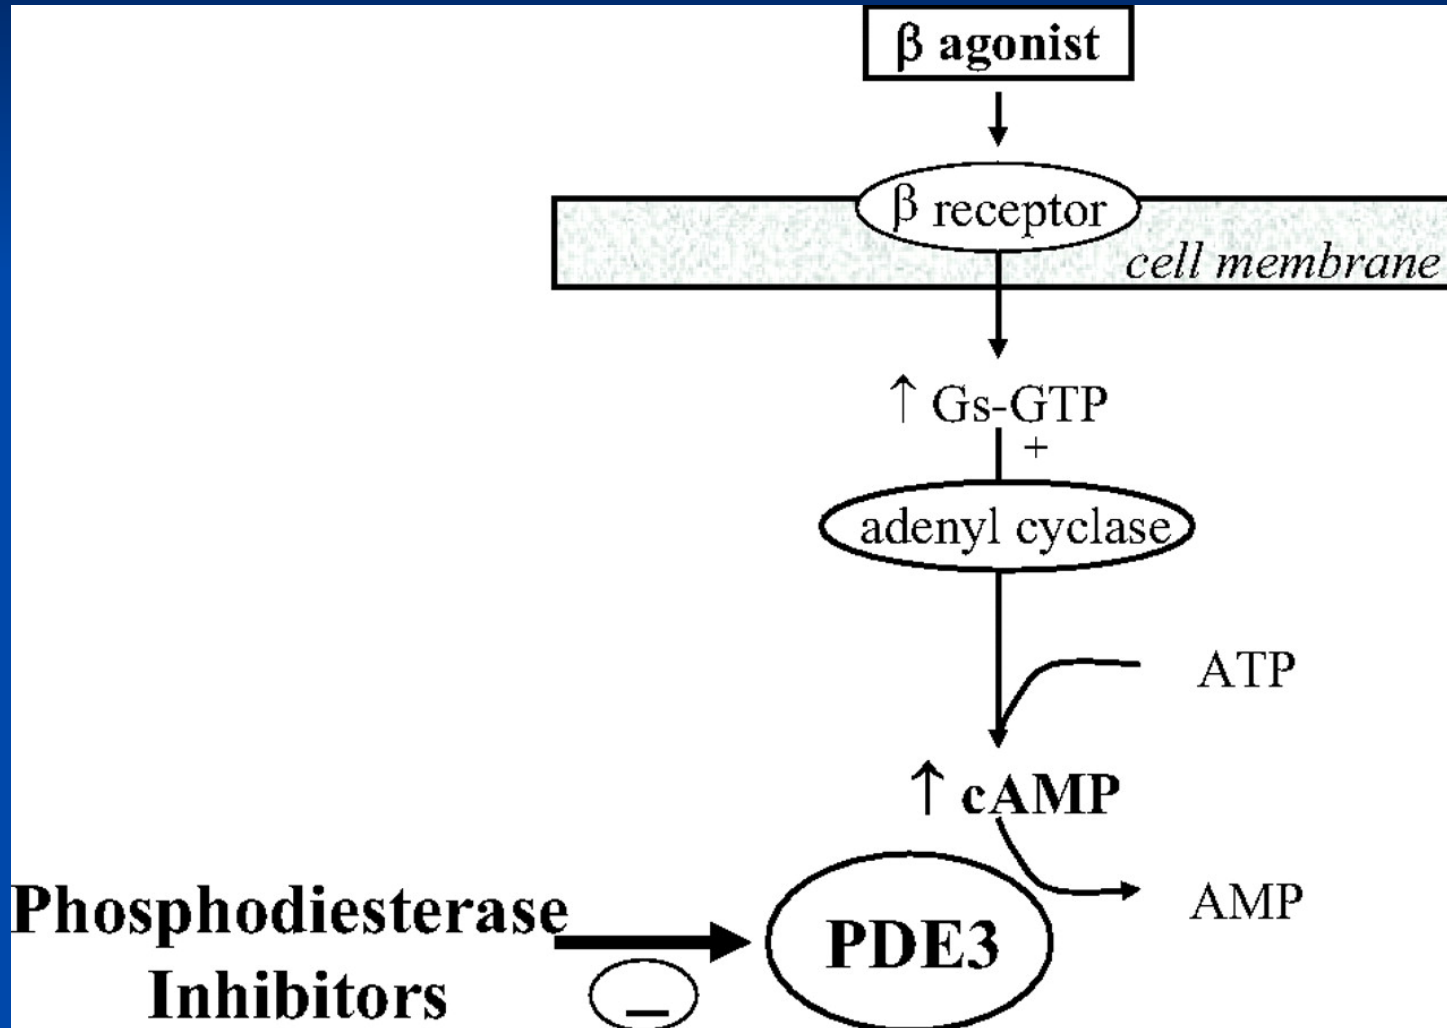 β agonist
β receptor
cell membrane
↑ Gs-GTP
+
adenyl cyclase
ATP
↑ cAMP
AMP
Phosphodiesterase
Inhibitors
PDE3
–